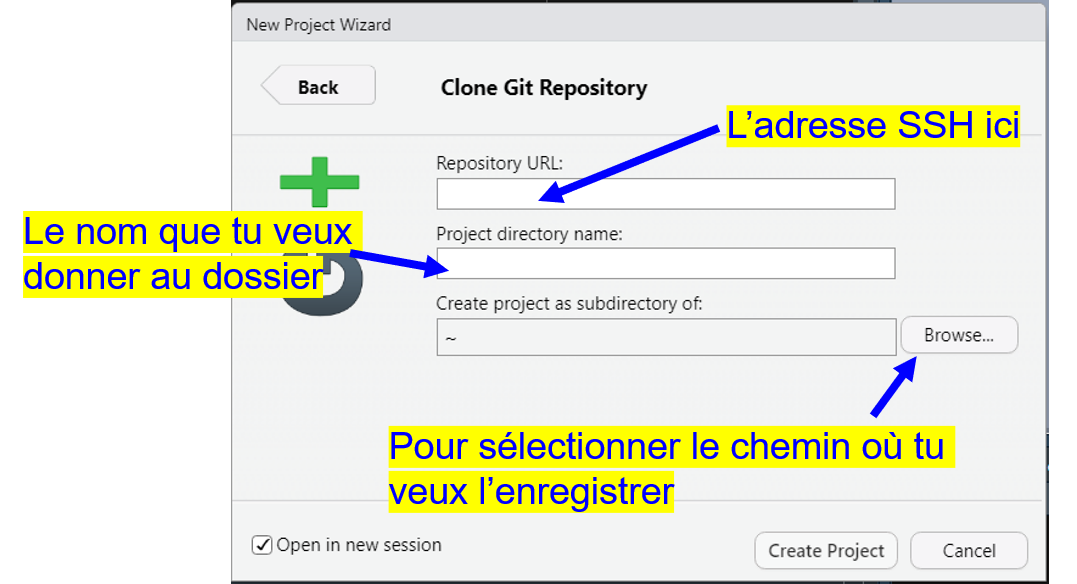 New Project Wizard
Back
Clone Git Repository
L’adresse SSH ici
Repository URL:
Le nom que tu veux
donner au dossier
Project directory name:
Create project as subdirectory of:
~
Browse...
Pour sélectionner le chemin où tu
veux l’enregistrer
Open in new session
Create Project
Cancel